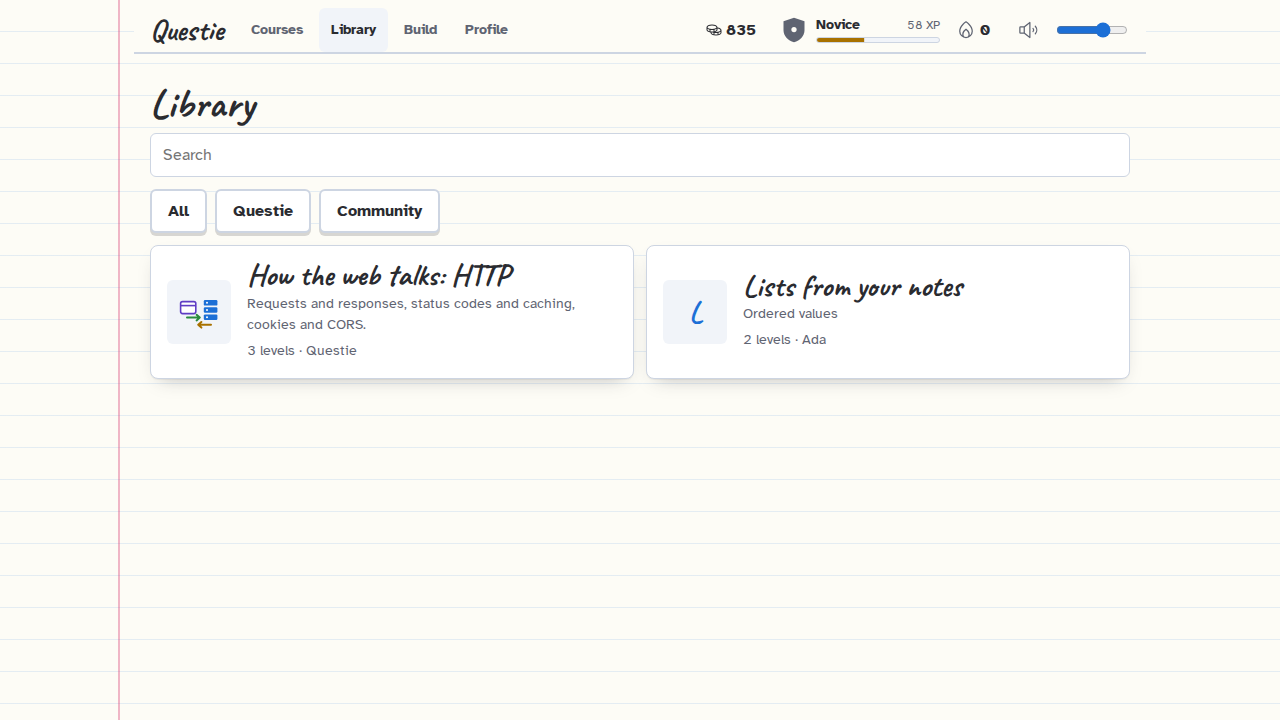 Questie Courses Library Build Profile 835 Novice 58 XP 0
Library
Search
All Questie Community
How the web talks: HTTP
Requests and responses, status codes and caching,
cookies and CORS.
3 levels · Questie
L
Lists from your notes
Ordered values
2 levels · Ada